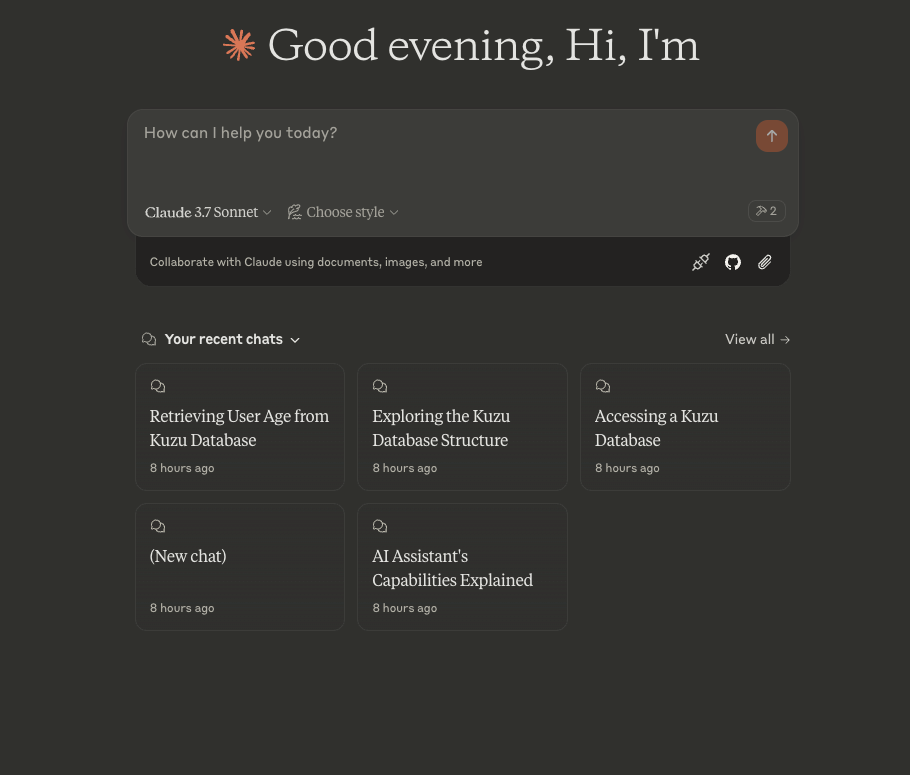 Good evening, Hi, I'm
How can I help you today?
Claude 3.7 Sonnet
Choose style
2
Collaborate with Claude using documents, images, and more
Your recent chats
View all
Retrieving User Age from
Kuzu Database
8 hours ago
Exploring the Kuzu
Database Structure
8 hours ago
Accessing a Kuzu
Database
8 hours ago
(New chat)
8 hours ago
AI Assistant's
Capabilities Explained
8 hours ago